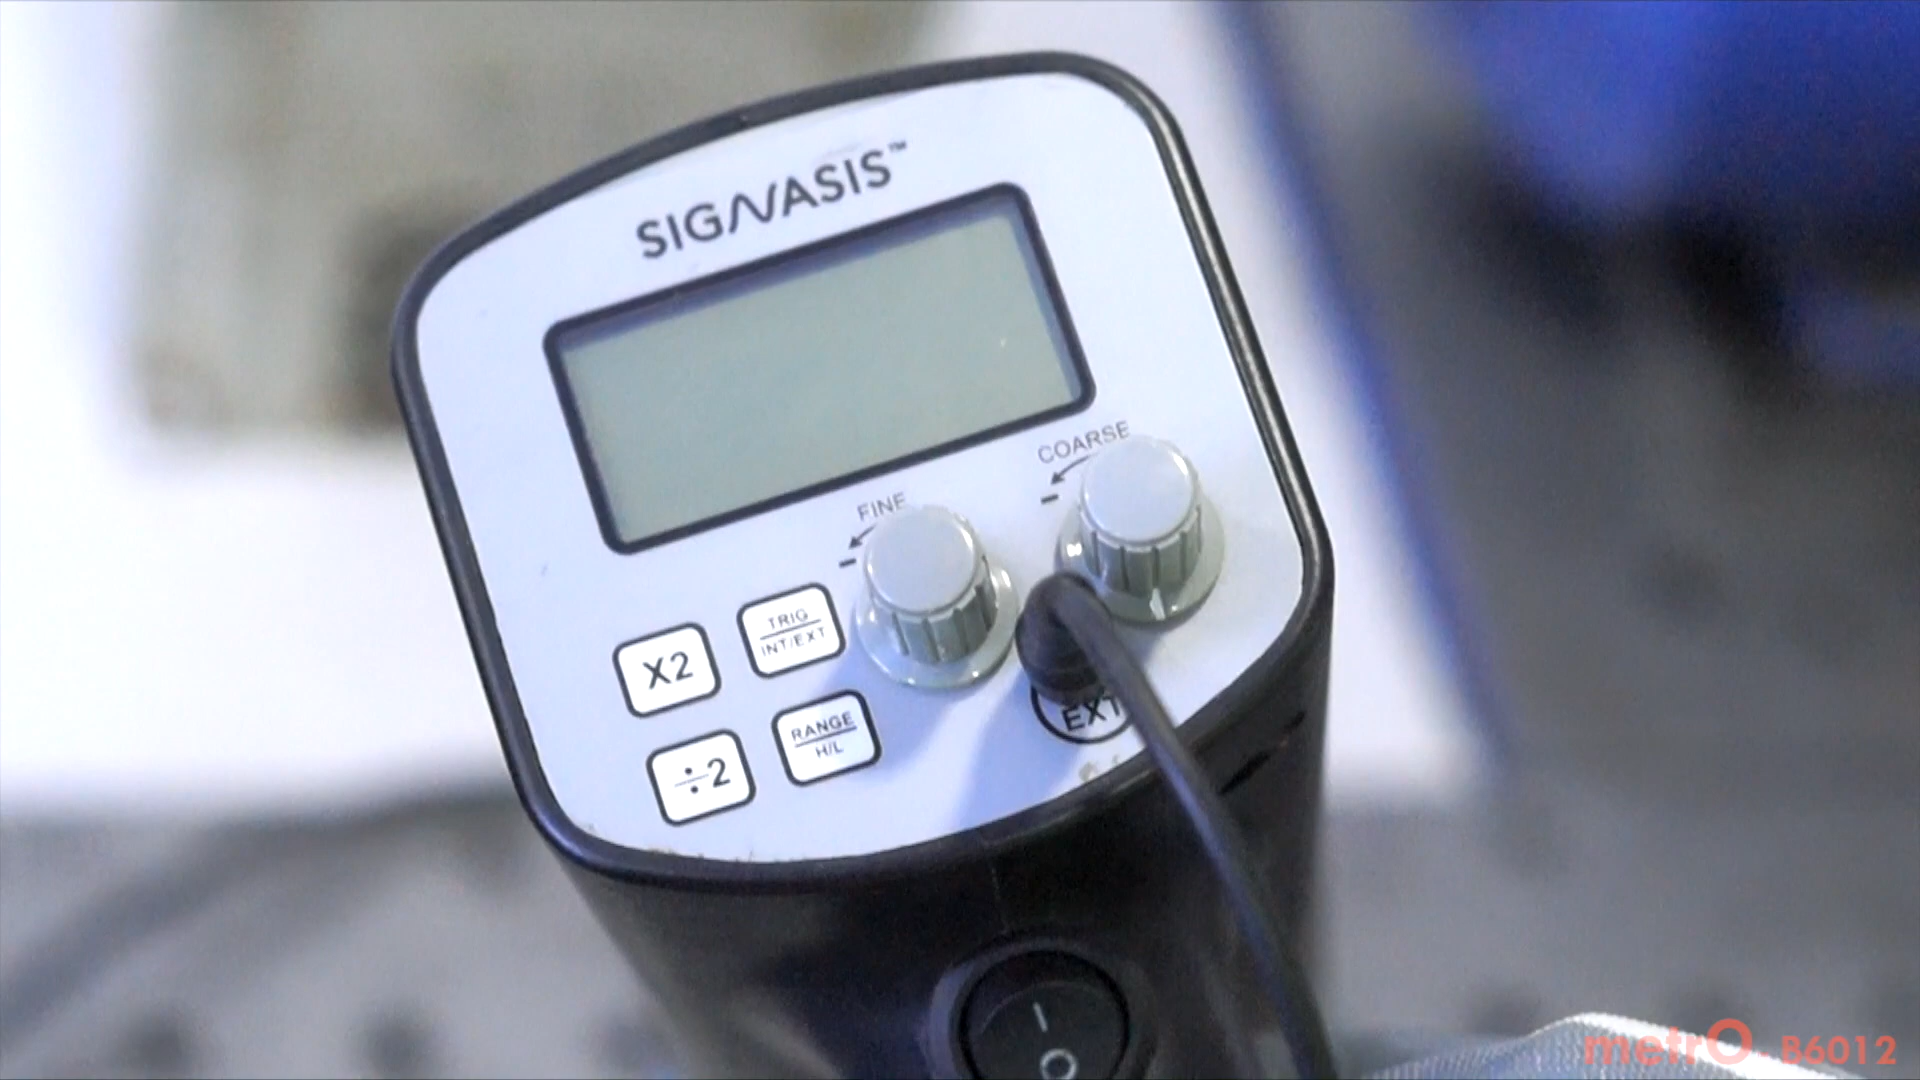 SIGNASIS™
COARSE
-
FINE
-
TRIG
INT/EXT
X2
RANGE
H/L
÷2
EXT
metrO B6012